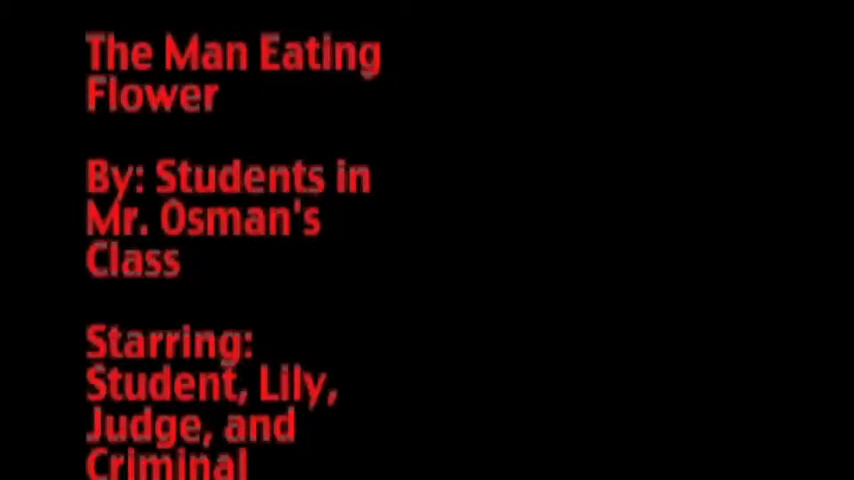 The Man Eating
Flower
By: Students in
Mr. Osman's
Class
Starring:
Student, Lily,
Judge, and
Criminal